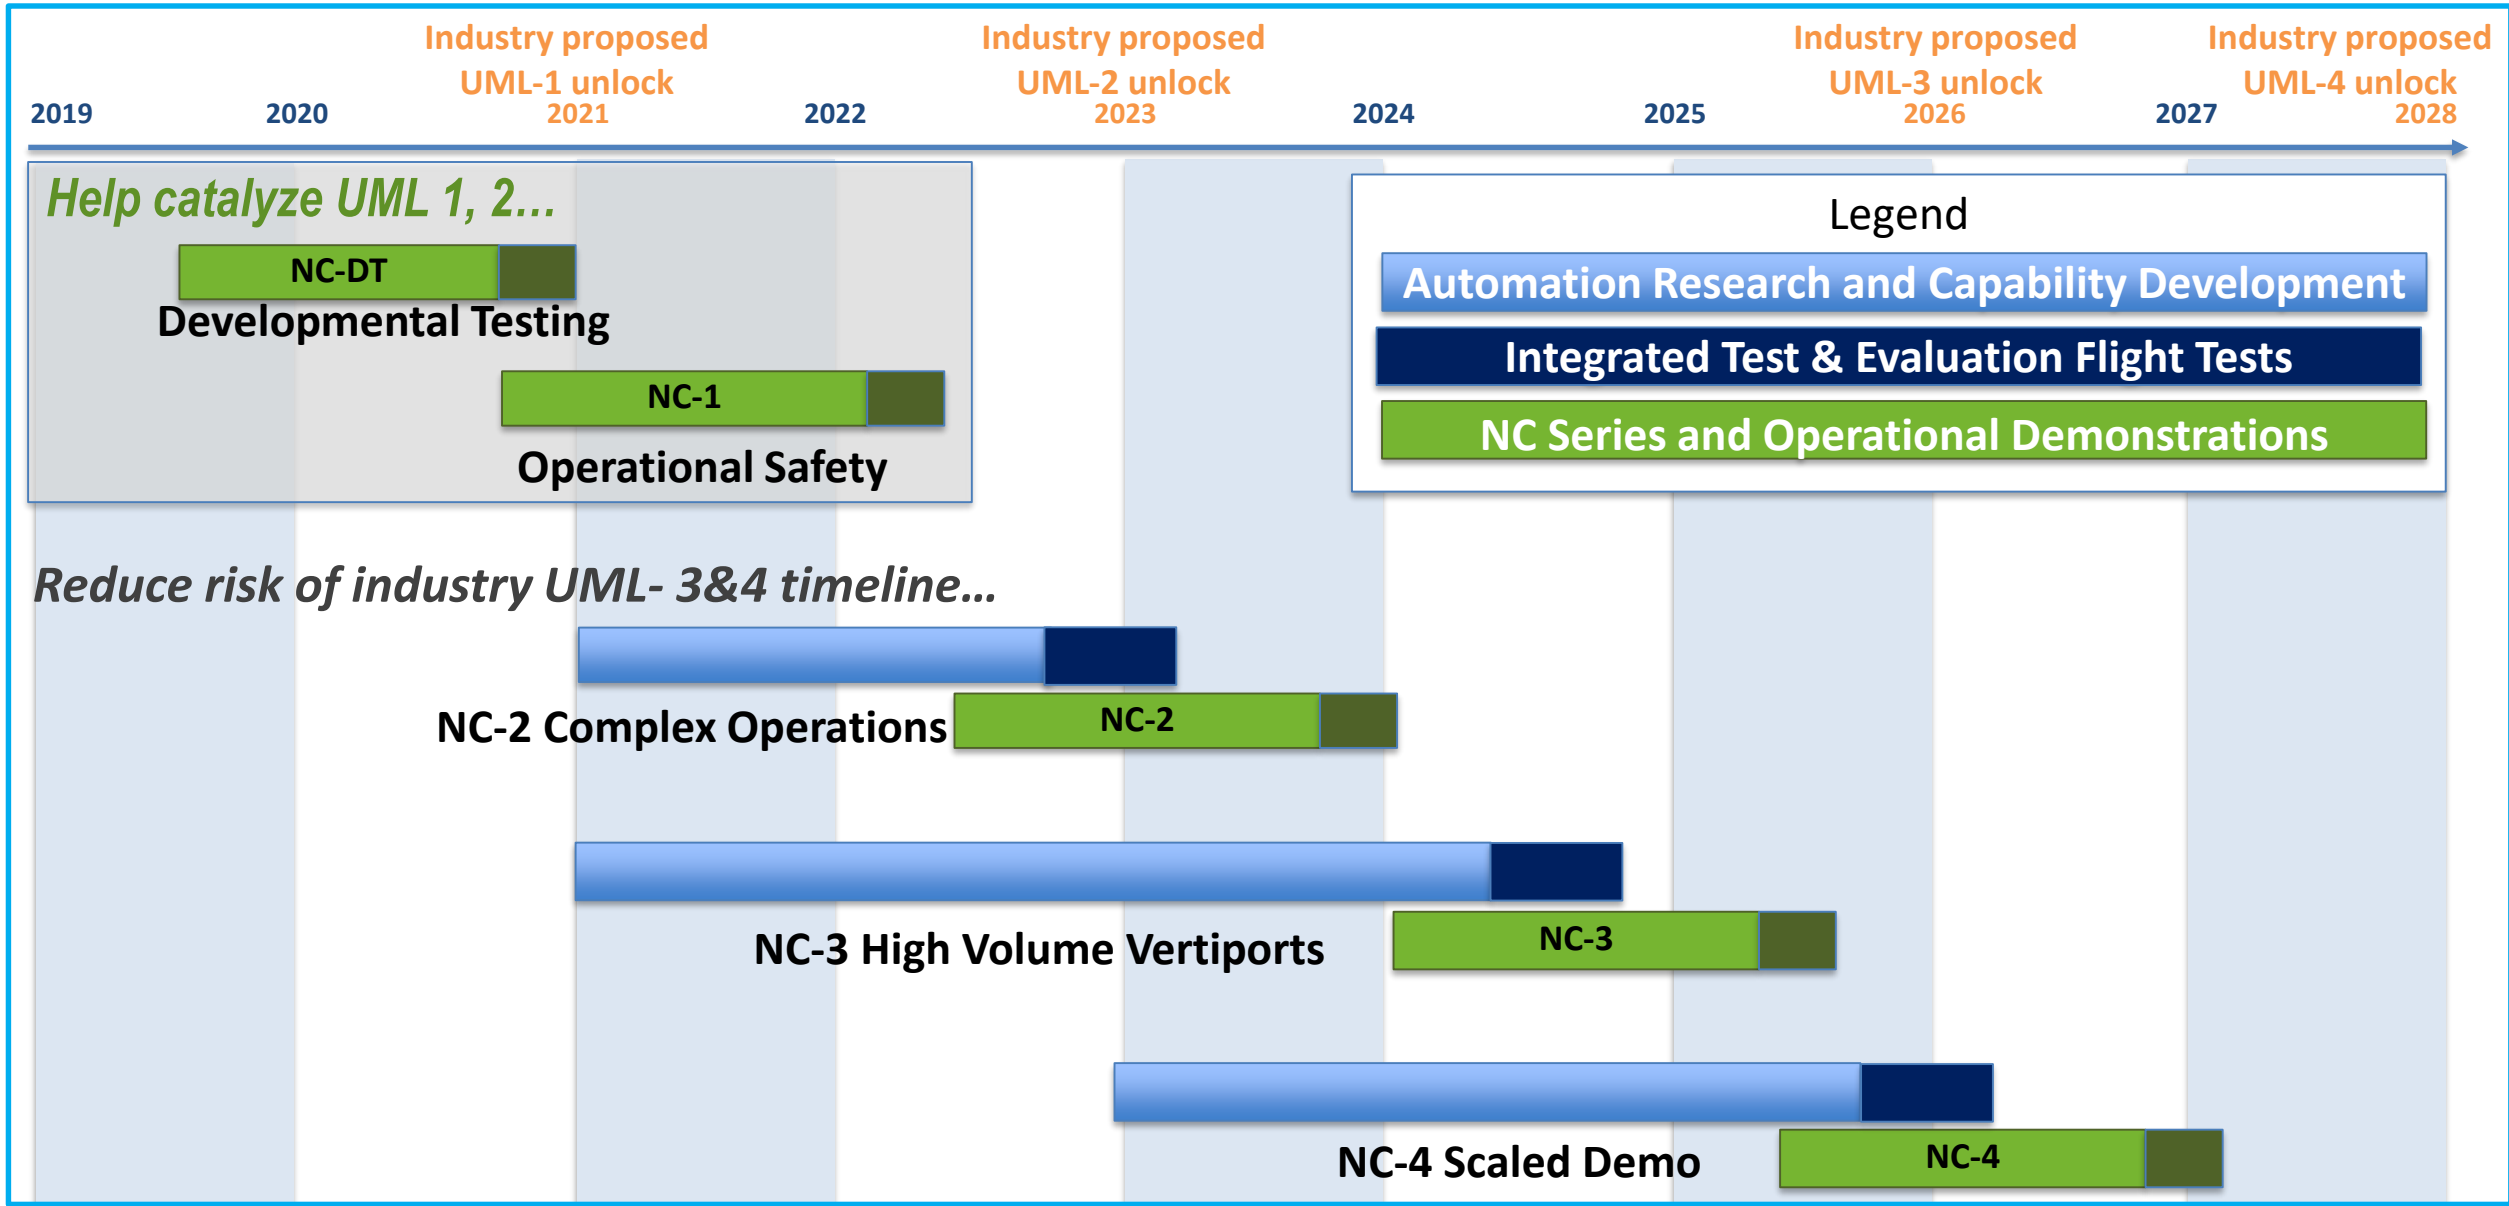 Industry proposed
UML-1 unlock
Industry proposed
UML-2 unlock
Industry proposed
UML-3 unlock
Industry proposed
UML-4 unlock
2019 2020 2021 2022 2023 2024 2025 2026 2027 2028
Help catalyze UML 1, 2...
NC-DT
Developmental Testing
NC-1
Operational Safety
Legend
Automation Research and Capability Development
Integrated Test & Evaluation Flight Tests
NC Series and Operational Demonstrations
Reduce risk of industry UML- 3&4 timeline...
NC-2 Complex Operations
NC-2
NC-3 High Volume Vertiports
NC-3
NC-4 Scaled Demo
NC-4